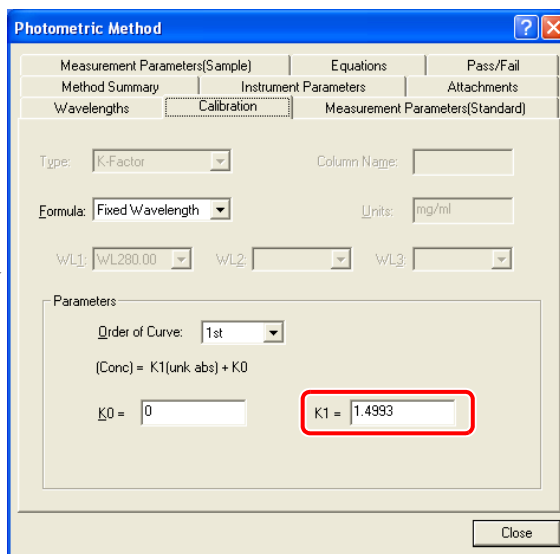 Photometric Method
Measurement Parameters(Sample) Equations Pass/Fail
Method Summary Instrument Parameters Attachments
Wavelengths Calibration Measurement Parameters(Standard)
Type: K-Factor Column Name:
Formula: Fixed Wavelength Units: mg/ml
WL1: WL280.00 WL2: WL3:
Parameters
Order of Curve: 1st
(Conc) = K1(unk abs) + K0
K0 = 0 K1 = 1.4993
Close